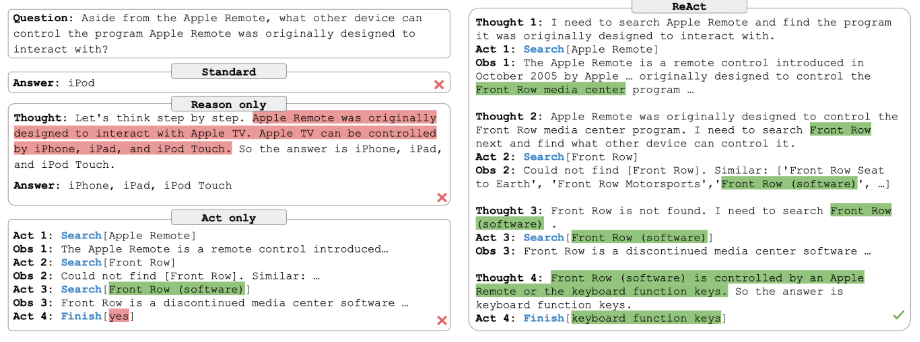 Question: Aside from the Apple Remote, what other device can
control the program Apple Remote was originally designed to
interact with?
Standard
Answer: iPod
Reason only
Thought: Let's think step by step. Apple Remote was originally
designed to interact with Apple TV. Apple TV can be controlled
by iPhone, iPad, and iPod Touch. So the answer is iPhone, iPad,
and iPod Touch.
Answer: iPhone, iPad, iPod Touch
Act only
Act 1: Search[Apple Remote]
Obs 1: The Apple Remote is a remote control introduced…
Act 2: Search[Front Row]
Obs 2: Could not find [Front Row]. Similar: …
Act 3: Search[Front Row (software)]
Obs 3: Front Row is a discontinued media center software …
Act 4: Finish[yes]
ReAct
Thought 1: I need to search Apple Remote and find the program
it was originally designed to interact with.
Act 1: Search[Apple Remote]
Obs 1: The Apple Remote is a remote control introduced in
October 2005 by Apple … originally designed to control the
Front Row media center program …
Thought 2: Apple Remote was originally designed to control the
Front Row media center program. I need to search Front Row
next and find what other device can control it.
Act 2: Search[Front Row]
Obs 2: Could not find [Front Row]. Similar: ['Front Row Seat
to Earth', 'Front Row Motorsports','Front Row (software)', …]
Thought 3: Front Row is not found. I need to search Front Row
(software) .
Act 3: Search[Front Row (software)]
Obs 3: Front Row is a discontinued media center software …
Thought 4: Front Row (software) is controlled by an Apple
Remote or the keyboard function keys. So the answer is
keyboard function keys.
Act 4: Finish[keyboard function keys]